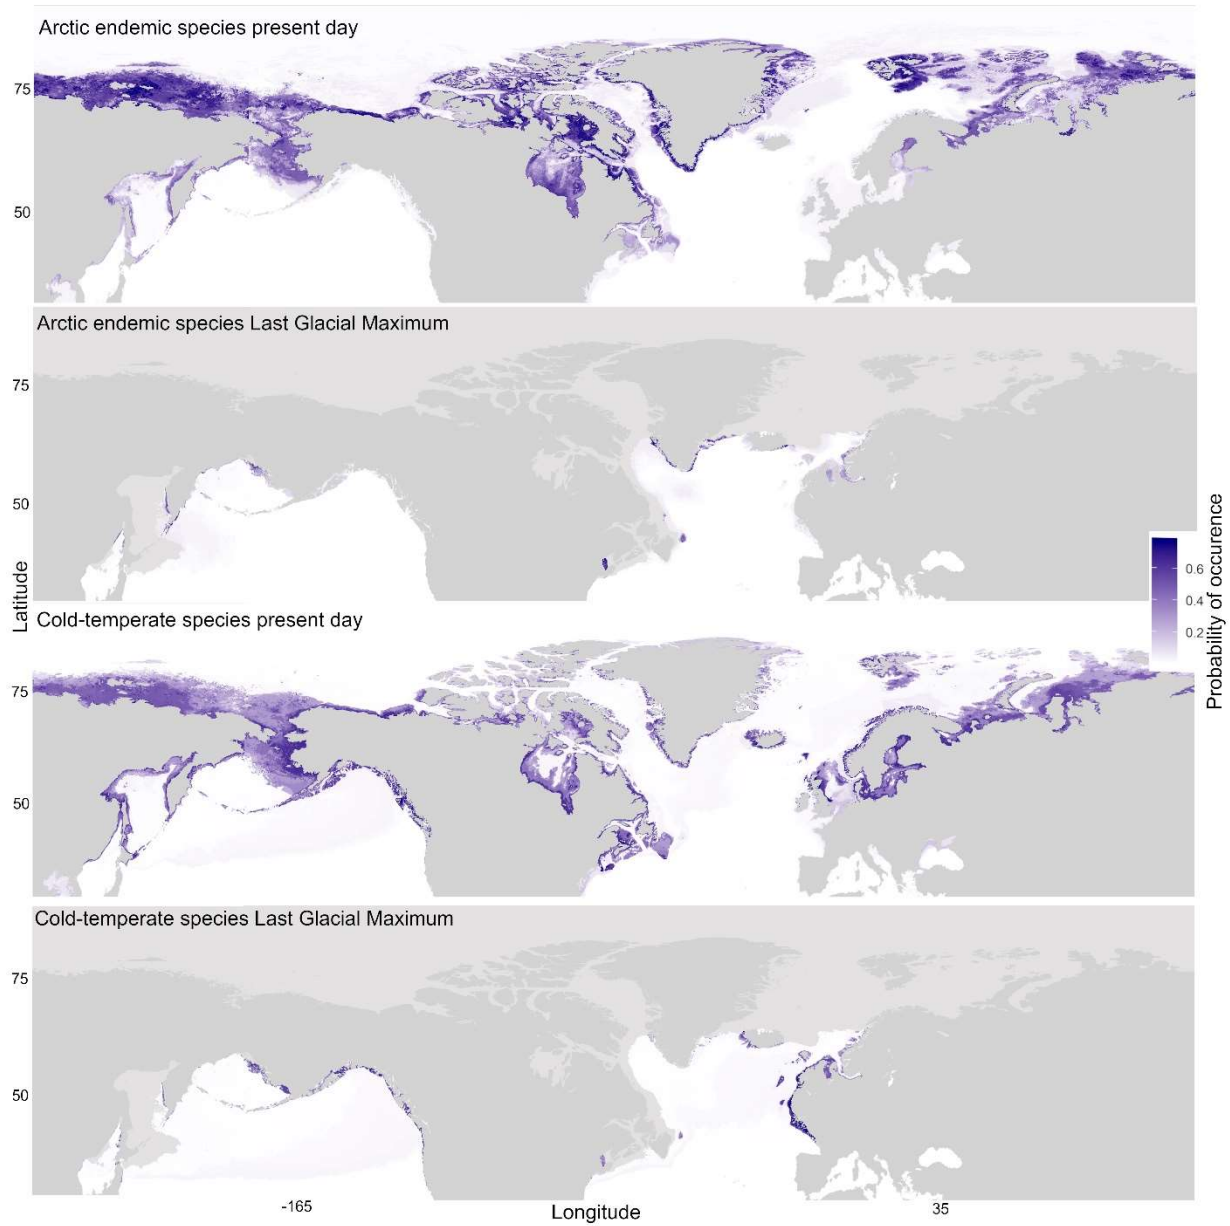 Arctic endemic species present day
75
50
Arctic endemic species Last Glacial Maximum
75
50
Latitude
Probability of occurence
0.6
0.4
0.2
Cold-temperate species present day
75
50
Cold-temperate species Last Glacial Maximum
75
50
-165
Longitude
35